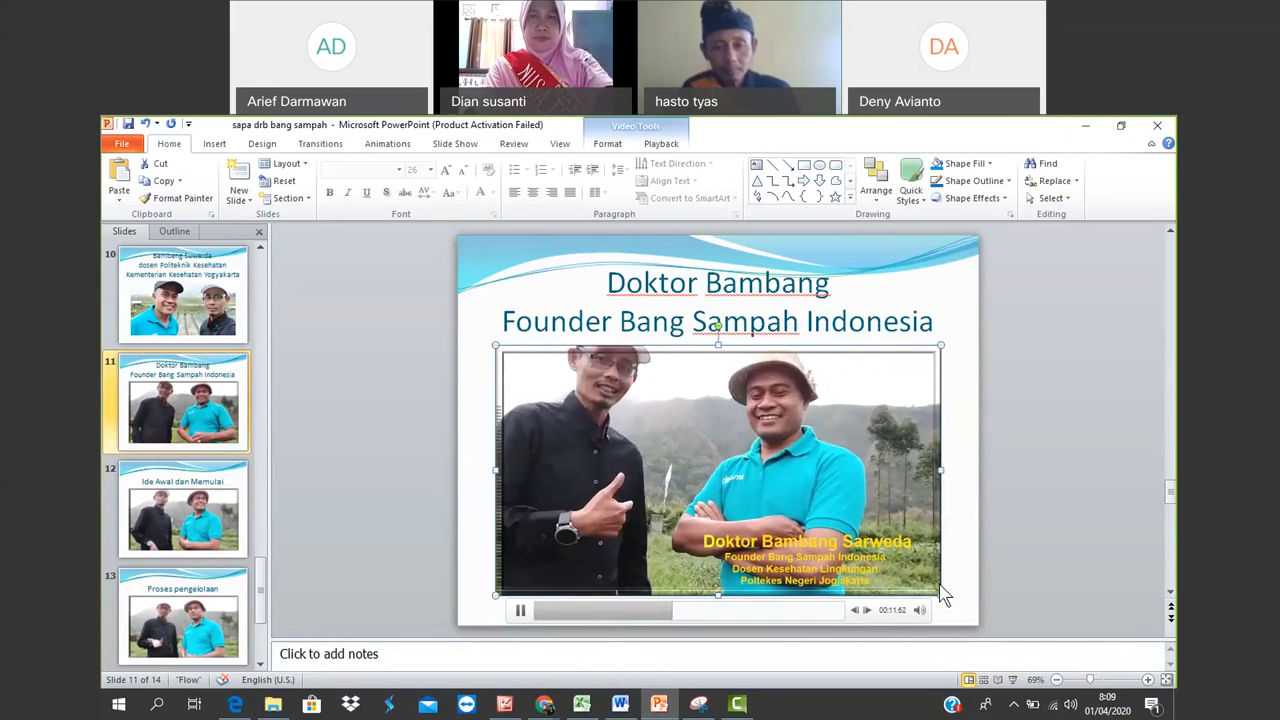 AD
DA
Arief Darmawan
Dian susanti
hasto tyas
Deny Avianto
sapa drb bang sampah - Microsoft PowerPoint (Product Activation Failed)
Video Tools
File
Home
Insert
Design
Transitions
Animations
Slide Show
Review
View
Format
Playback
Paste
Cut
Copy
Format Painter
Clipboard
New
Slide
Layout
Reset
Section
Slides
26
Font
Text Direction
Align Text
Convert to SmartArt
Paragraph
Arrange
Quick
Styles
Shape Fill
Shape Outline
Shape Effects
Drawing
Find
Replace
Select
Editing
Slides
Outline
10
Bambang Suwerda
dosen Politeknik Kesehatan
Kementerian Kesehatan Yogyakarta
11
Doktor Bambang
Founder Bang Sampah Indonesia
12
Ide Awal dan Memulai
13
Proses pengelolaan
Doktor Bambang
Founder Bang Sampah Indonesia
Doktor Bambang Sarweda
Founder Bang Sampah Indonesia
Dosen Kesehatan Lingkungan
Poltekes Negeri Jogjakarta
00:11,62
Click to add notes
Slide 11 of 14
"Flow"
English (U.S.)
69%
8:09
01/04/2020